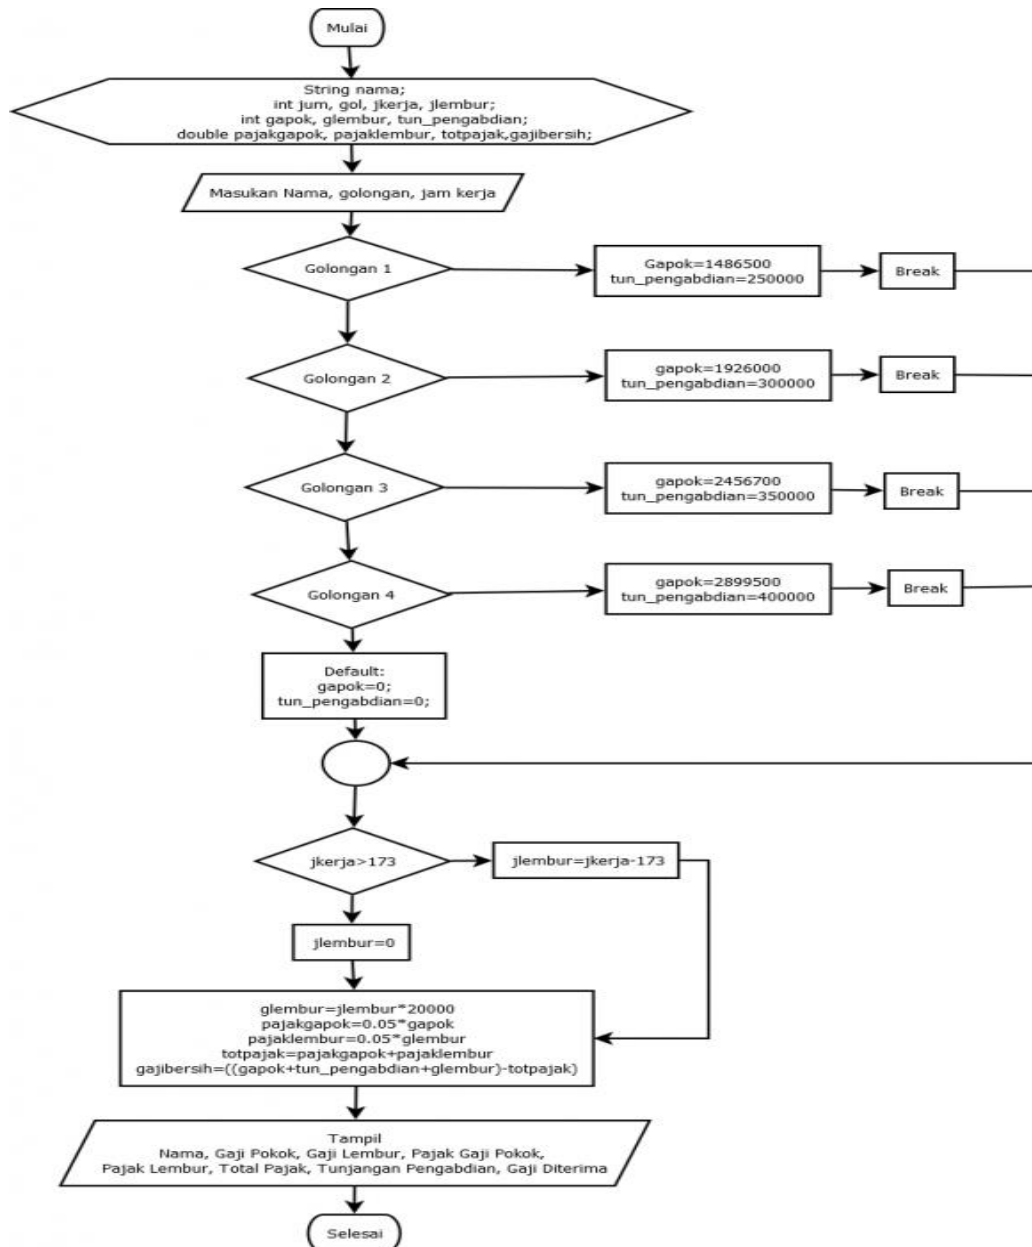 Mulai
String nama;
int jum, gol, jkerja, jlembur;
int gapok, glembur, tun_pengabdian;
double pajakgapok, pajaklembur, totpajak,gajibersih;
Masukan Nama, golongan, jam kerja
Golongan 1
Gapok=1486500
tun_pengabdian=250000
Break
Golongan 2
gapok=1926000
tun_pengabdian=300000
Break
Golongan 3
gapok=2456700
tun_pengabdian=350000
Break
Golongan 4
gapok=2899500
tun_pengabdian=400000
Break
Default:
gapok=0;
tun_pengabdian=0;
jkerja>173
jlembur=jkerja-173
jlembur=0
glembur=jlembur*20000
pajakgapok=0.05*gapok
pajaklembur=0.05*glembur
totpajak=pajakgapok+pajaklembur
gajibersih=((gapok+tun_pengabdian+glembur)-totpajak)
Tampil
Nama, Gaji Pokok, Gaji Lembur, Pajak Gaji Pokok,
Pajak Lembur, Total Pajak, Tunjangan Pengabdian, Gaji Diterima
Selesai